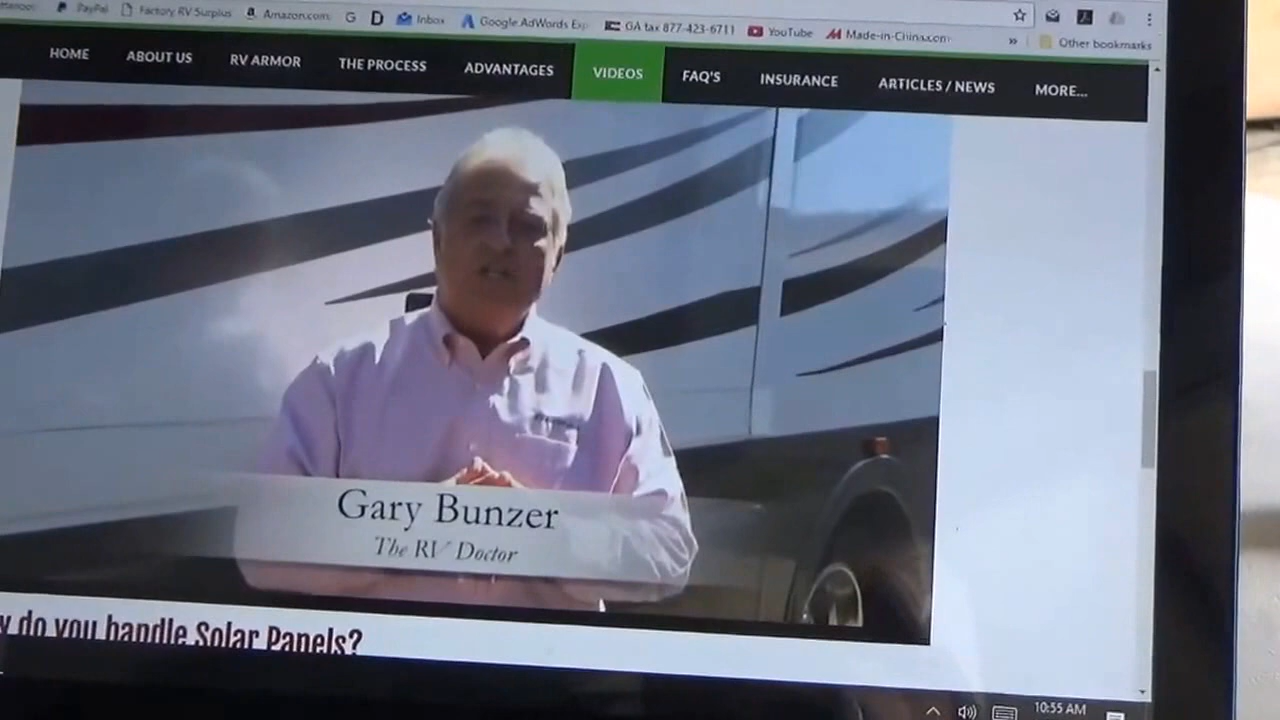 PayPal Factory RV Surplus Amazon.com G D Inbox Google AdWords Exp GA tax 877-423-6711 YouTube Made-in-China.com » Other bookmarks
HOME ABOUT US RV ARMOR THE PROCESS ADVANTAGES VIDEOS FAQ'S INSURANCE ARTICLES / NEWS MORE...
Gary Bunzer
The RV Doctor
do you handle Solar Panels?
10:55 AM